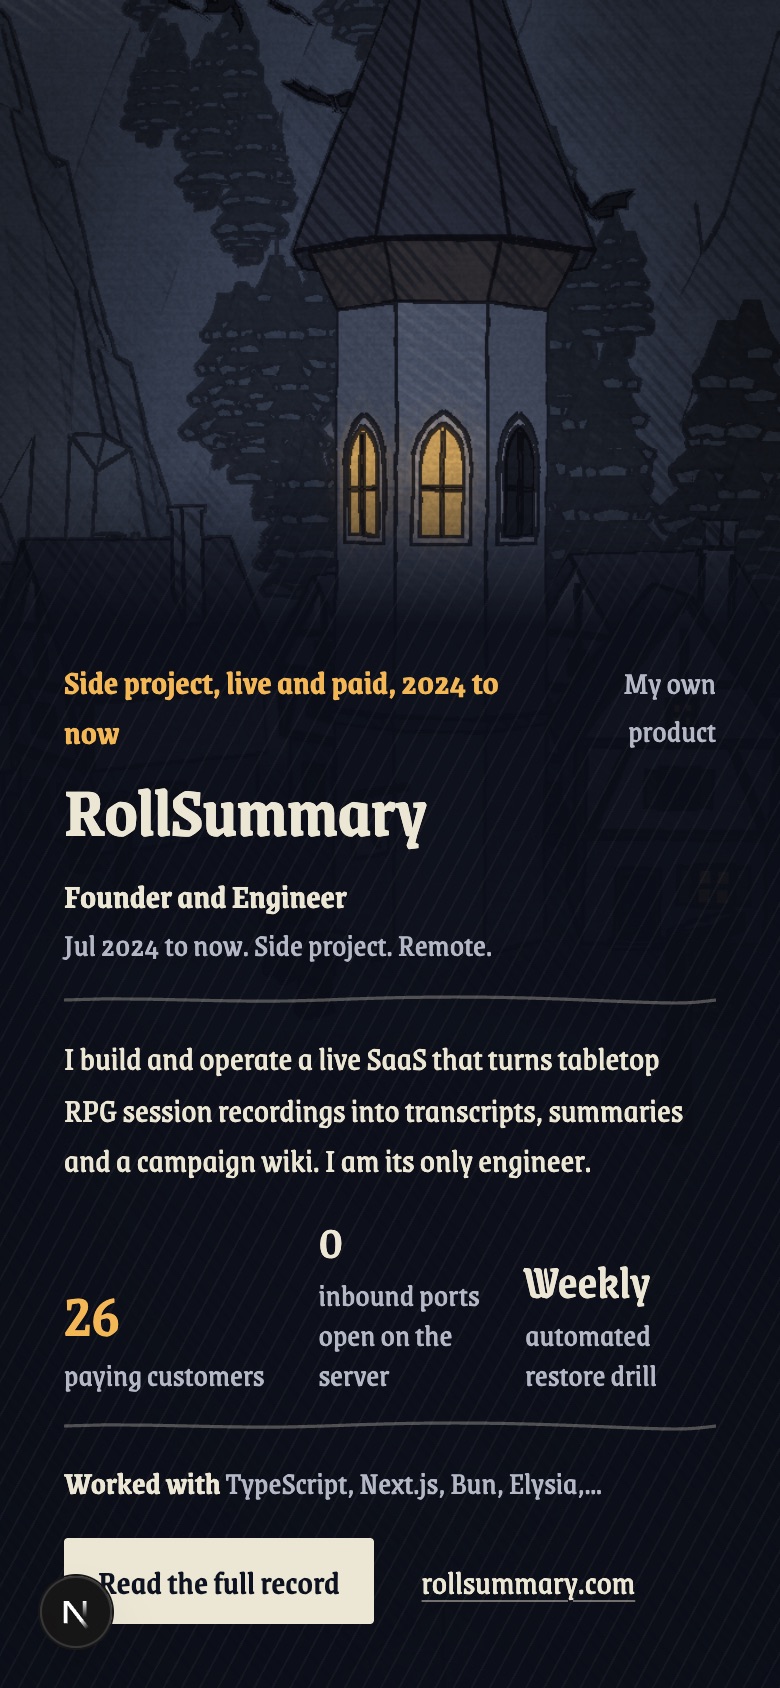 Side project, live and paid, 2024 to
now
My own
product
RollSummary
Founder and Engineer
Jul 2024 to now. Side project. Remote.
I build and operate a live SaaS that turns tabletop
RPG session recordings into transcripts, summaries
and a campaign wiki. I am its only engineer.
26
paying customers
0
inbound ports
open on the
server
Weekly
automated
restore drill
Worked with TypeScript, Next.js, Bun, Elysia,...
Read the full record
rollsummary.com
N